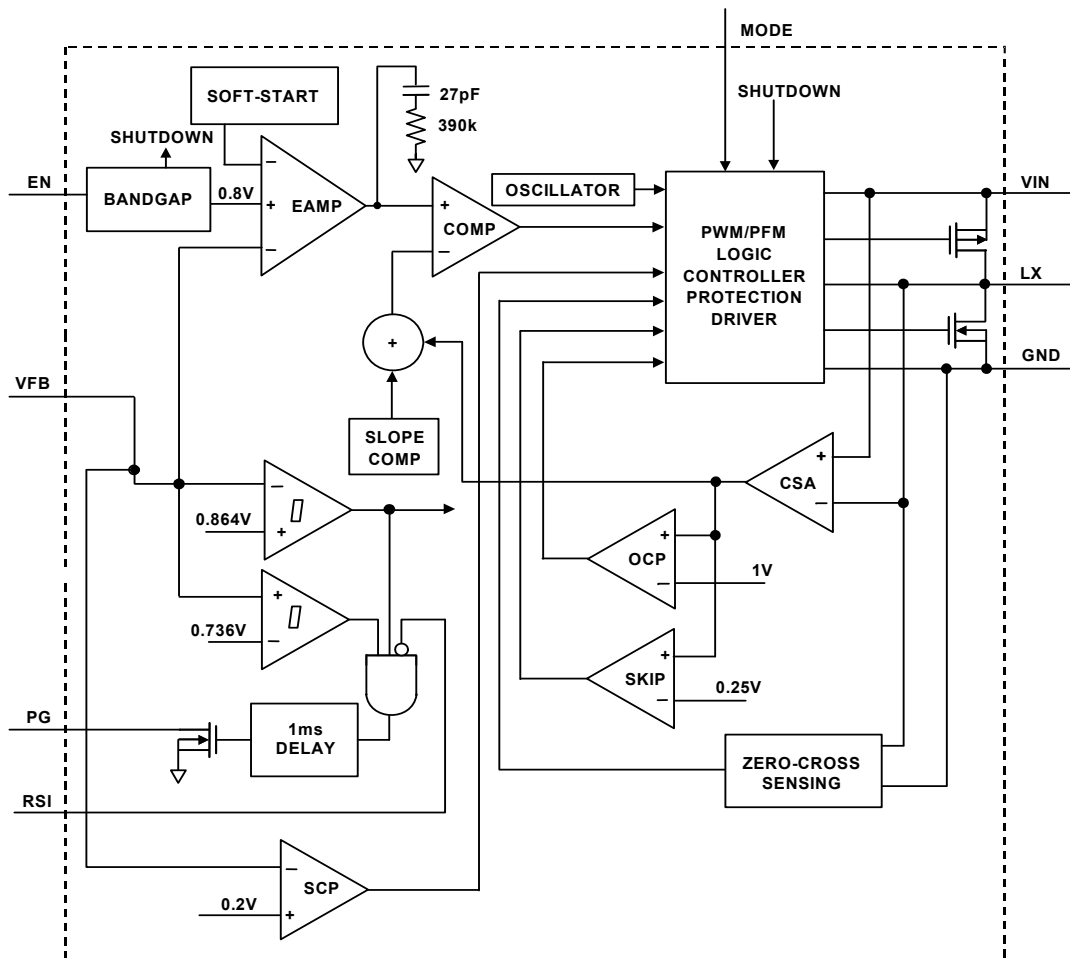 MODE
SHUTDOWN
SOFT-START
27pF
390k
SHUTDOWN
EN
BANDGAP
0.8V
−
+
−
EAMP
+
−
COMP
OSCILLATOR
PWM/PFM
LOGIC
CONTROLLER
PROTECTION
DRIVER
VIN
LX
GND
+
VFB
SLOPE
COMP
+
−
CSA
−
+
0.864V
+
−
OCP
1V
+
−
0.736V
+
−
SKIP
0.25V
PG
1ms
DELAY
ZERO-CROSS
SENSING
RSI
−
+
SCP
0.2V